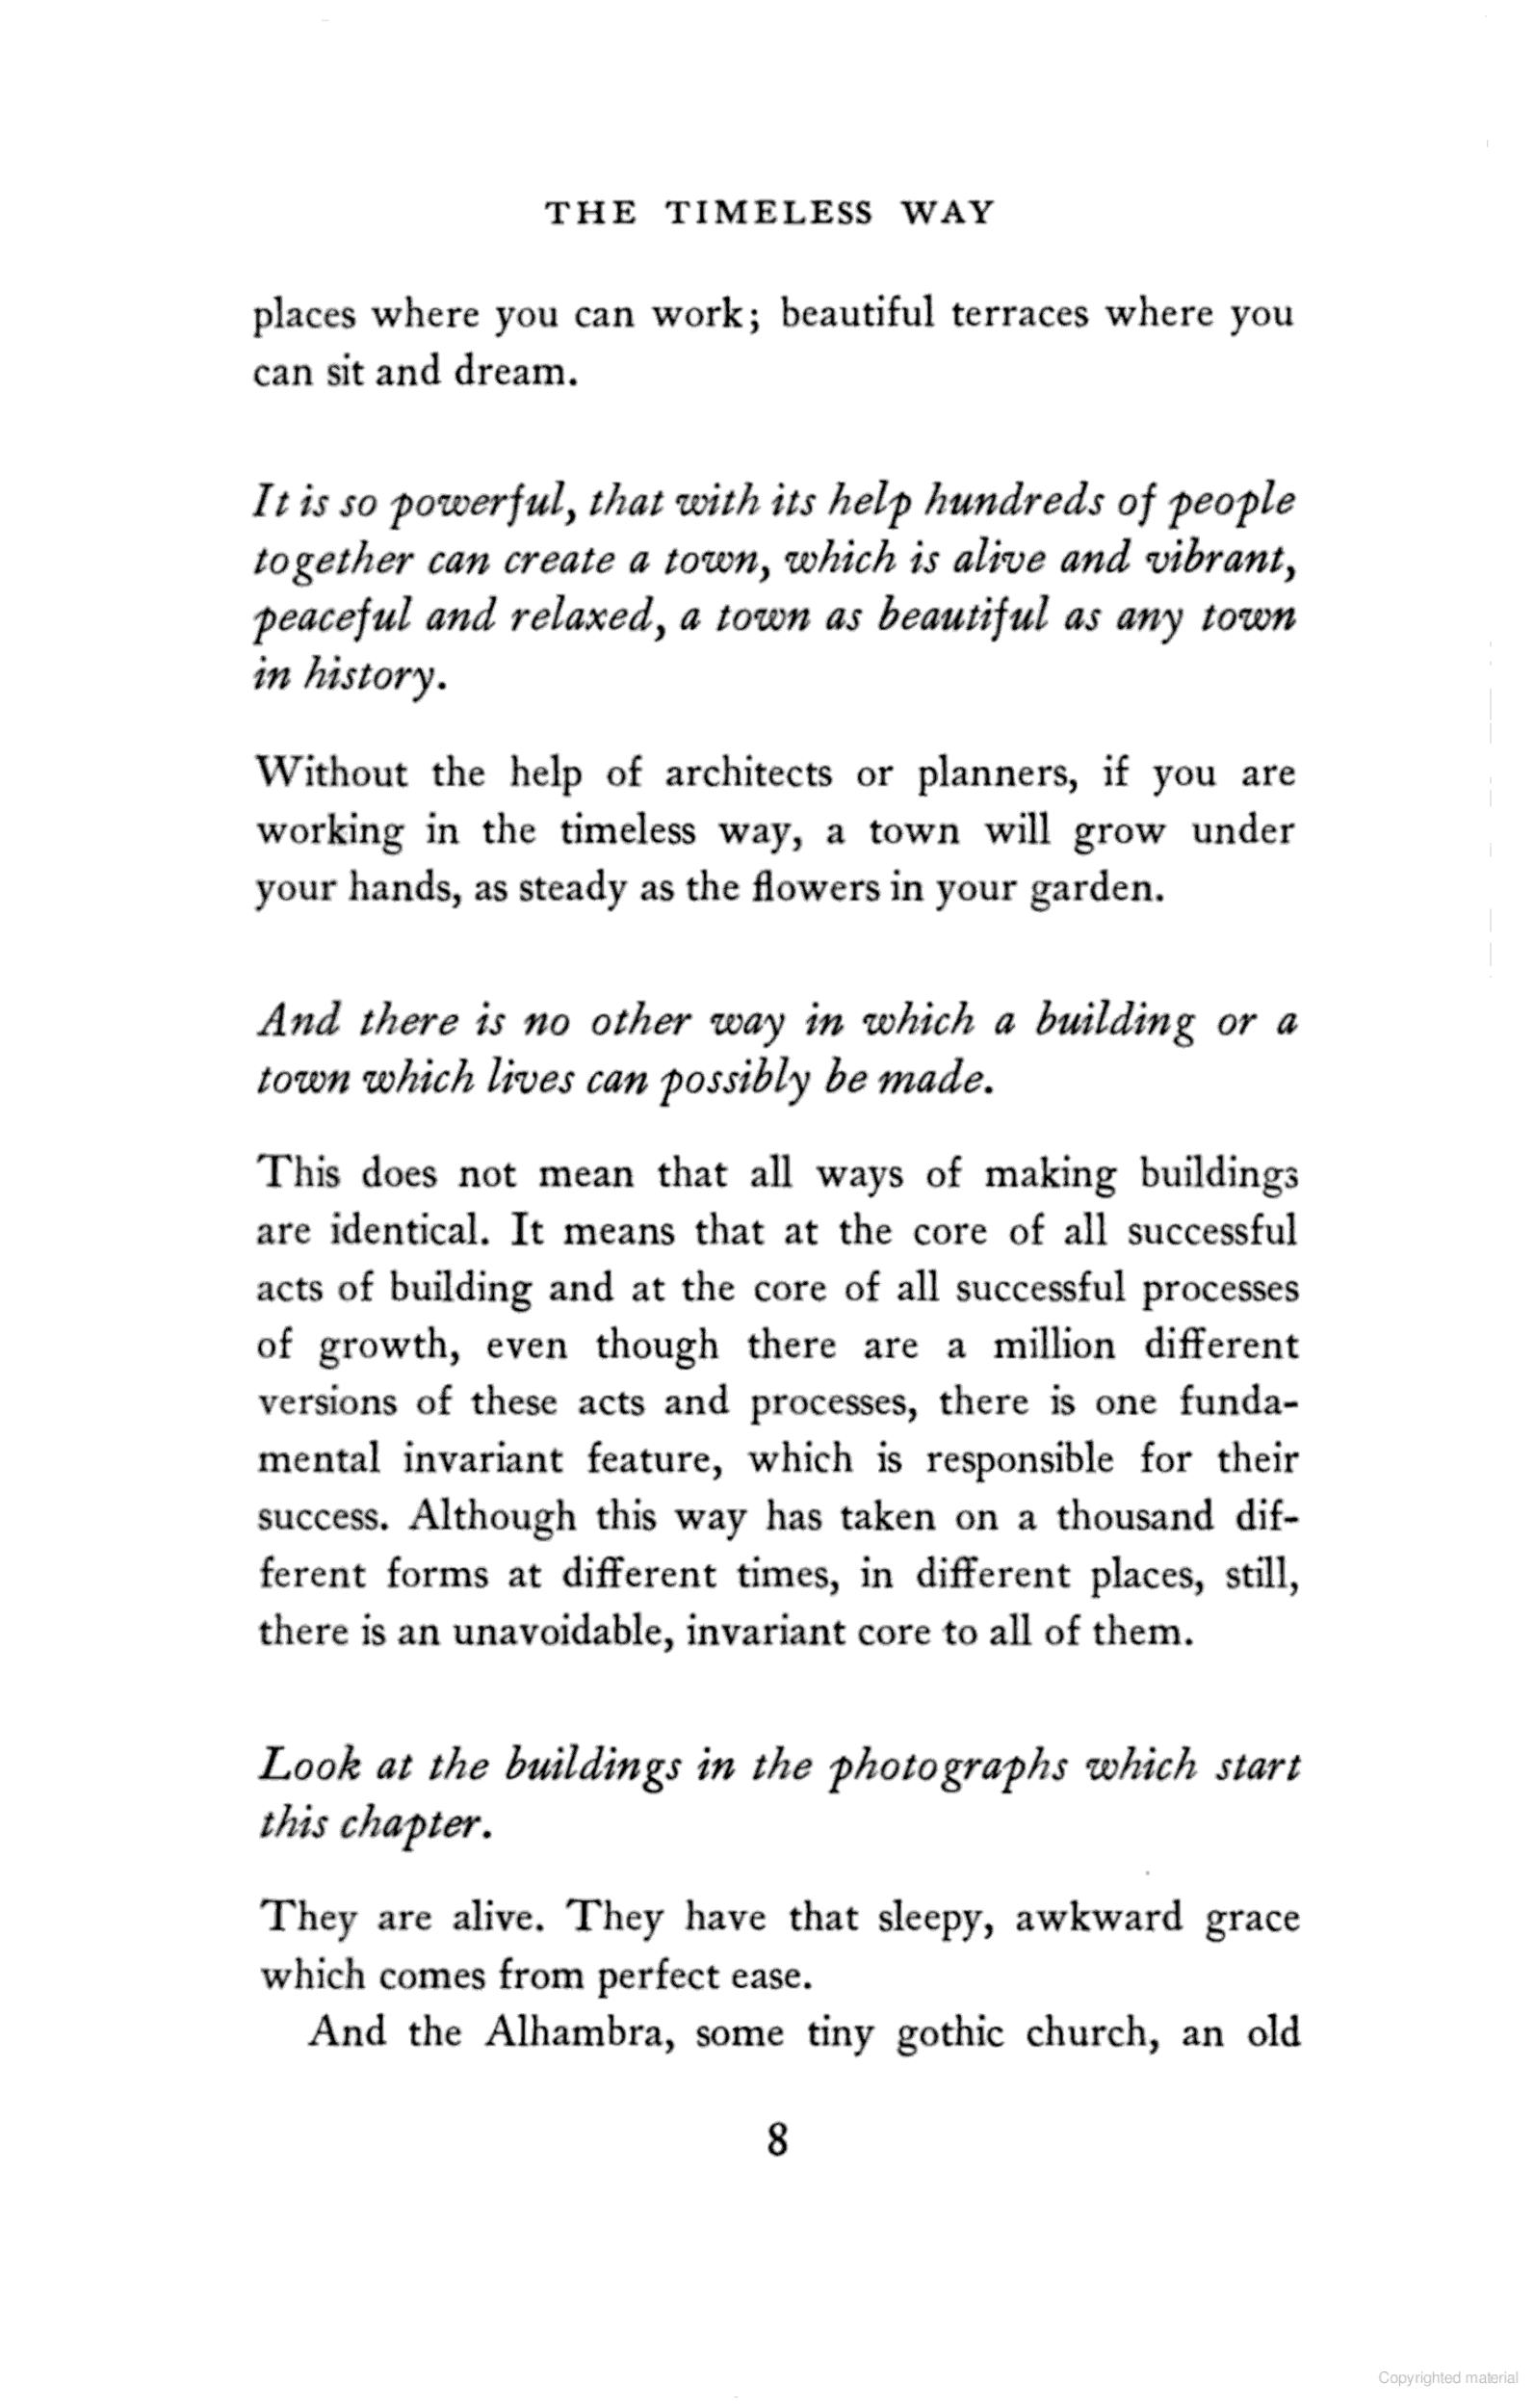 THE TIMELESS WAY
places where you can work; beautiful terraces where you
can sit and dream.
It is so powerful, that with its help hundreds of people
together can create a town, which is alive and vibrant,
peaceful and relaxed, a town as beautiful as any town
in history.
Without the help of architects or planners, if you are
working in the timeless way, a town will grow under
your hands, as steady as the flowers in your garden.
And there is no other way in which a building or a
town which lives can possibly be made.
This does not mean that all ways of making buildings
are identical. It means that at the core of all successful
acts of building and at the core of all successful processes
of growth, even though there are a million different
versions of these acts and processes, there is one funda-
mental invariant feature, which is responsible for their
success. Although this way has taken on a thousand dif-
ferent forms at different times, in different places, still,
there is an unavoidable, invariant core to all of them.
Look at the buildings in the photographs which start
this chapter.
They are alive. They have that sleepy, awkward grace
which comes from perfect ease.
And the Alhambra, some tiny gothic church, an old
8
Copyrighted material